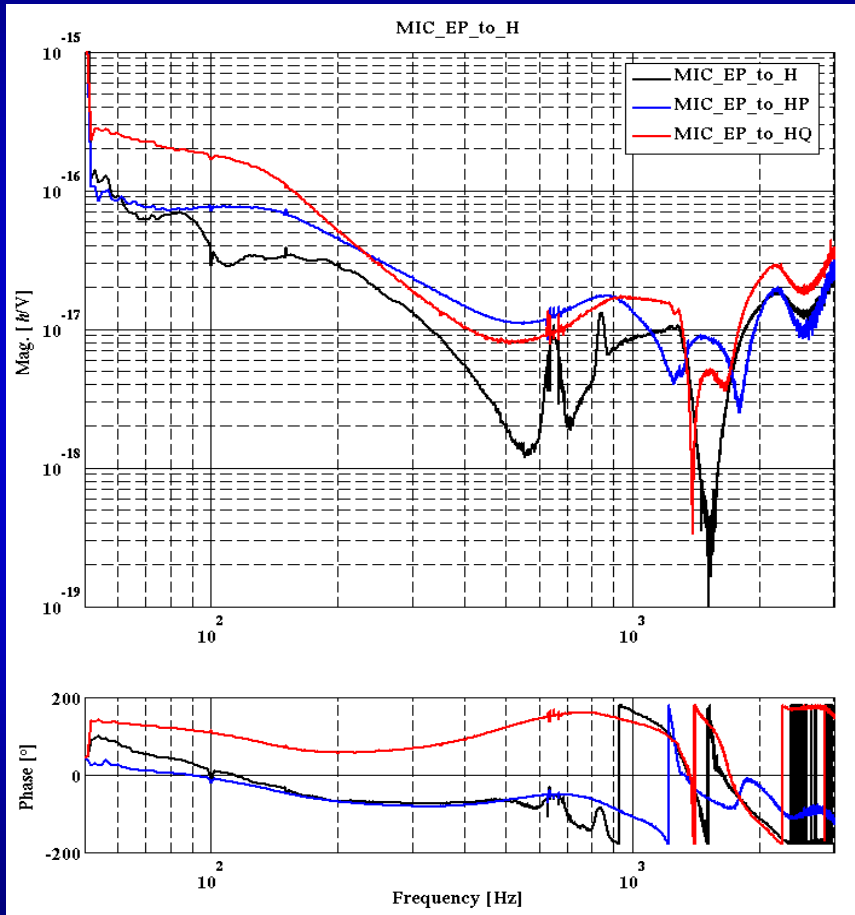 MIC_EP_to_H
10 -15
MIC_EP_to_H
MIC_EP_to_HP
MIC_EP_to_HQ
10 -16
10 -17
10 -18
10 -19
Mag. [ h/V]
10 2
10 3
200
0
-200
Phase [°]
10 2
10 3
Frequency [Hz]